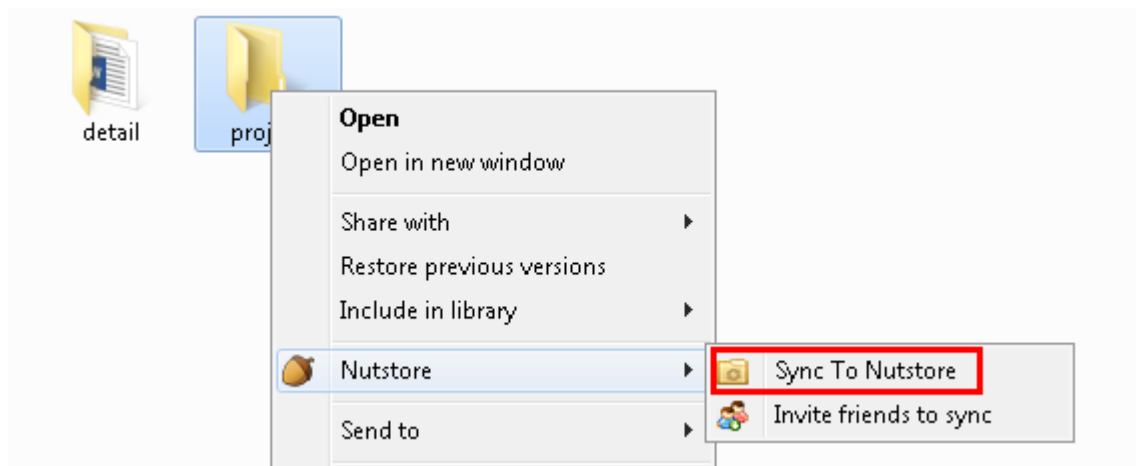 detail
proj
Open
Open in new window
Share with
Restore previous versions
Include in library
Nutstore
Sync To Nutstore
Invite friends to sync
Send to